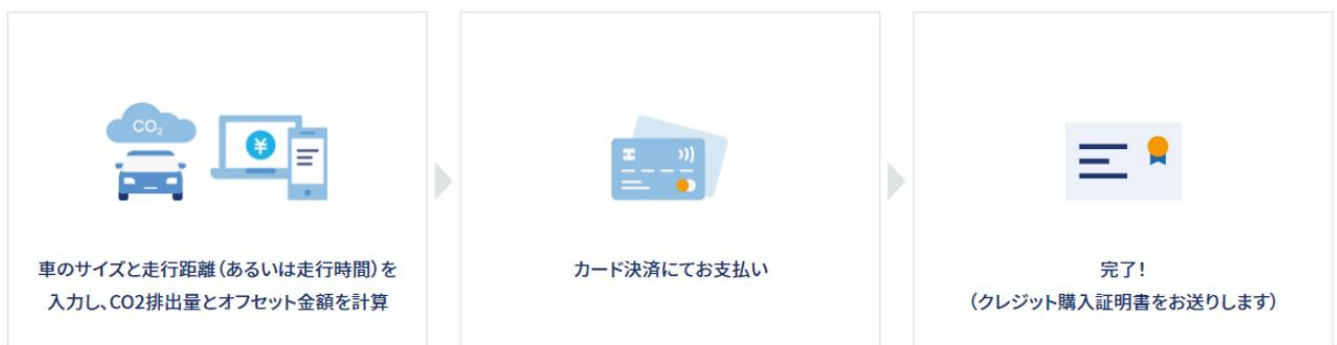 CO₂
¥
車のサイズと走行距離(あるいは走行時間)を
入力し、CO2排出量とオフセット金額を計算
カード決済にてお支払い
完了!
(クレジット購入証明書をお送りします)